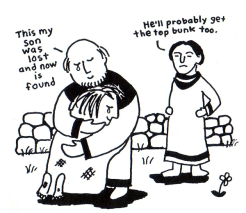 This my
son
was
lost
and now
is
found
He'll probably get
the top bunk too.